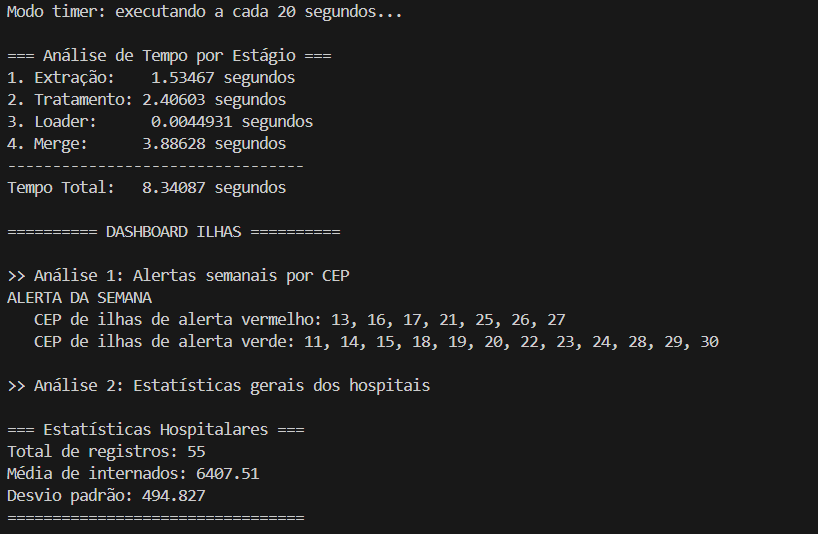 Modo timer: executando a cada 20 segundos...
=== Análise de Tempo por Estágio ===
1. Extração:    1.53467 segundos
2. Tratamento: 2.40603 segundos
3. Loader:      0.0044931 segundos
4. Merge:      3.88628 segundos
---------------------------------
Tempo Total:   8.34087 segundos
========== DASHBOARD ILHAS ==========
>> Análise 1: Alertas semanais por CEP
ALERTA DA SEMANA
   CEP de ilhas de alerta vermelho: 13, 16, 17, 21, 25, 26, 27
   CEP de ilhas de alerta verde: 11, 14, 15, 18, 19, 20, 22, 23, 24, 28, 29, 30
>> Análise 2: Estatísticas gerais dos hospitais
=== Estatísticas Hospitalares ===
Total de registros: 55
Média de internados: 6407.51
Desvio padrão: 494.827
=================================